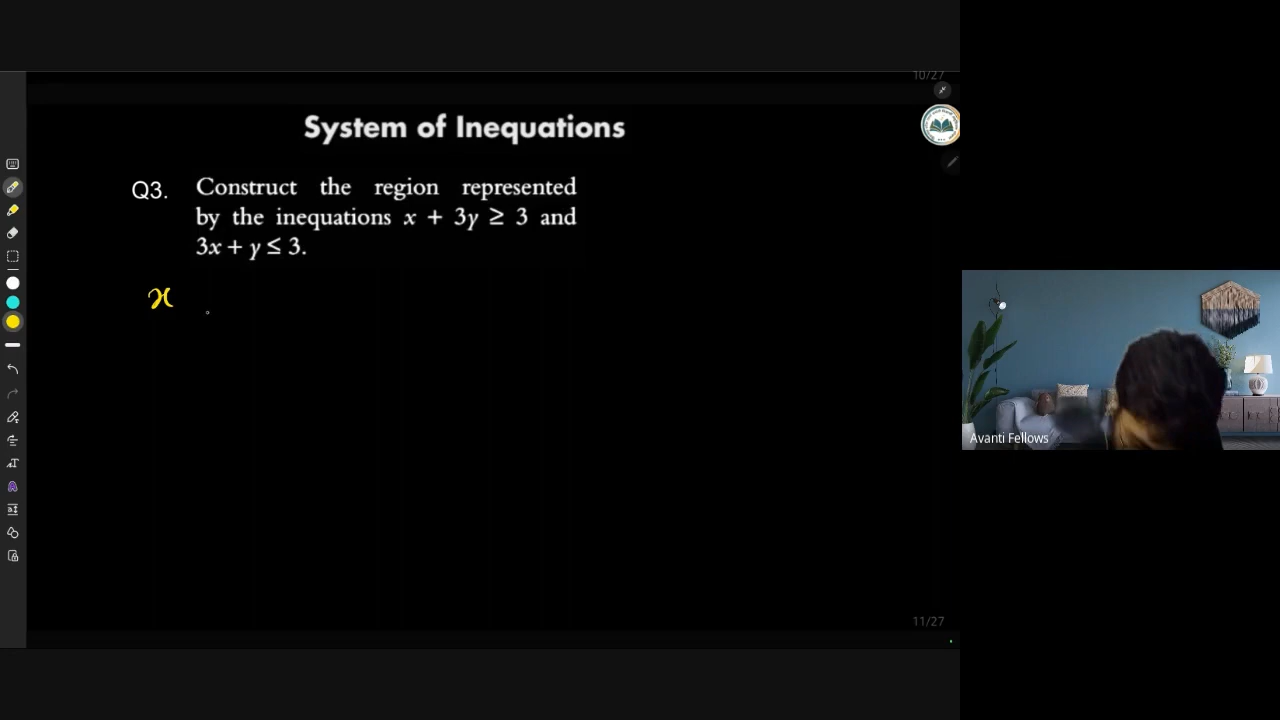 10/27
System of Inequations
Q3. Construct the region represented
by the inequations x + 3y ≥ 3 and
3x + y ≤ 3.
x
11/27
Avanti Fellows